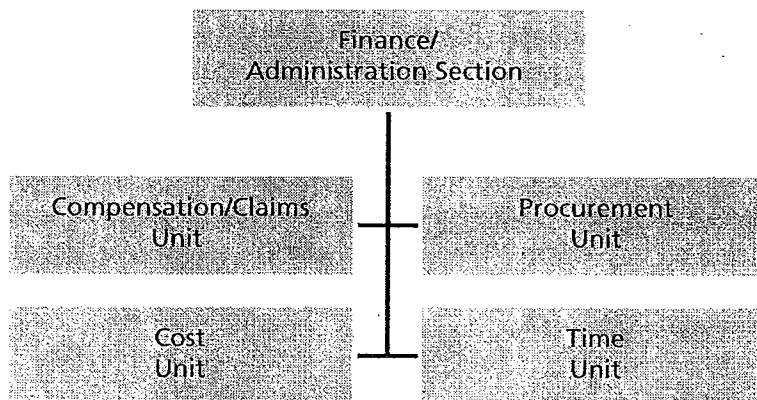 Finance/
Administration Section
Compensation/Claims
Unit
Procurement
Unit
Cost
Unit
Time
Unit